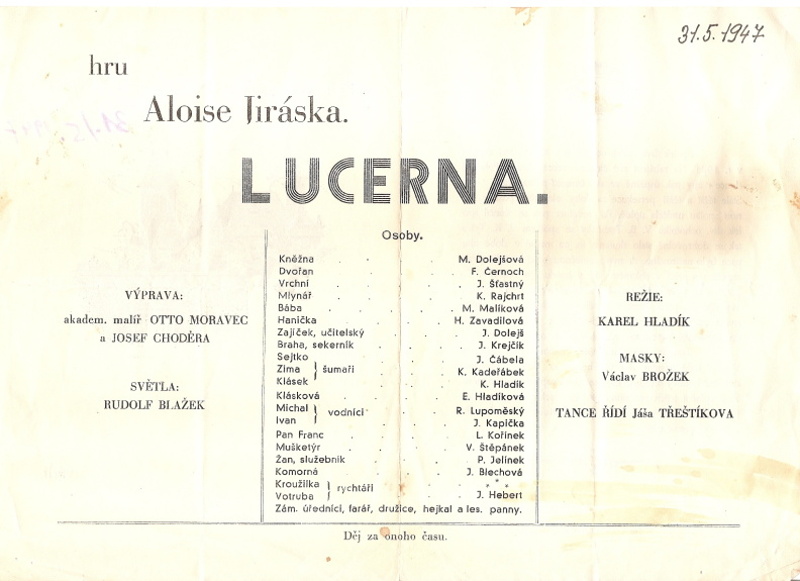 31.5.1947
hru
Aloise Jiráska.
LUCERNA.
Osoby.
Kněžna . . . . . M. Dolejšová
Dvořan . . . . . F. Černoch
Vrchní . . . . . J. Šťastný
Mlynář . . . . . K. Rajchrt
Bába . . . . . M. Malíková
Hanička . . . . . H. Zavadilová
Zajíček, učitelský . . . J. Dolejš
Braha, sekerník . . . J. Krejčík
Sejtko . . . J. Čábela
Zima } šumaři . . . K. Kadeřábek
Klásek . . . K. Hladík
Klásková . . . . E. Hladíková
Michal } vodníci . . . R. Lupoměský
Ivan . . . J. Kapička
Pan Franc . . . . L. Kořínek
Mušketýr . . . . V. Štěpánek
Žan, služebník . . . P. Jelínek
Komorná . . . . J. Blechová
Kroužilka } rychtáři . . . * * *
Votruba . . . J. Hebert
Zám. úředníci, farář, družice, hejkal a les. panny.
VÝPRAVA:
akadem. malíř OTTO MORAVEC
a JOSEF CHODĚRA
SVĚTLA:
RUDOLF BLAŽEK
REŽIE:
KAREL HLADÍK
MASKY:
Václav BROŽEK
TANCE ŘÍDÍ Jáša TŘEŠTÍKOVA
Děj za onoho času.